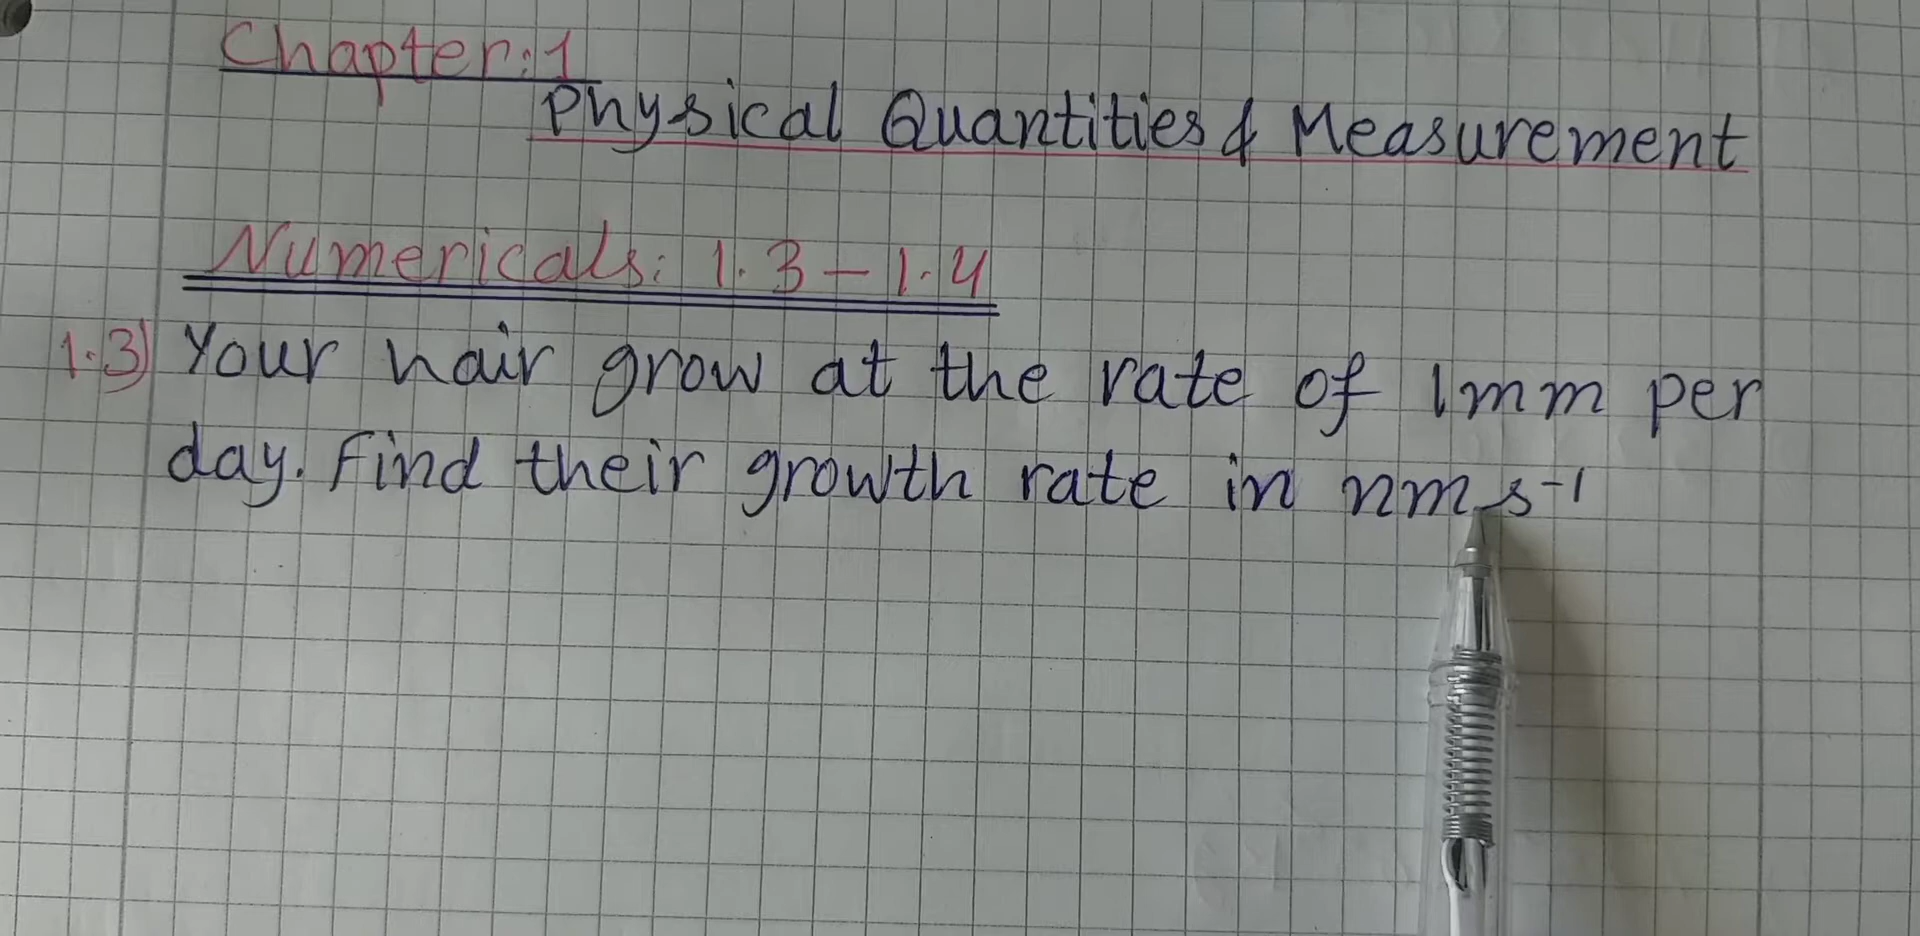 Chapter:1
Physical Quantities & Measurement
Numericals: 1.3 – 1.4
1.3) Your hair grow at the rate of 1mm per
day. Find their growth rate in nm s⁻¹